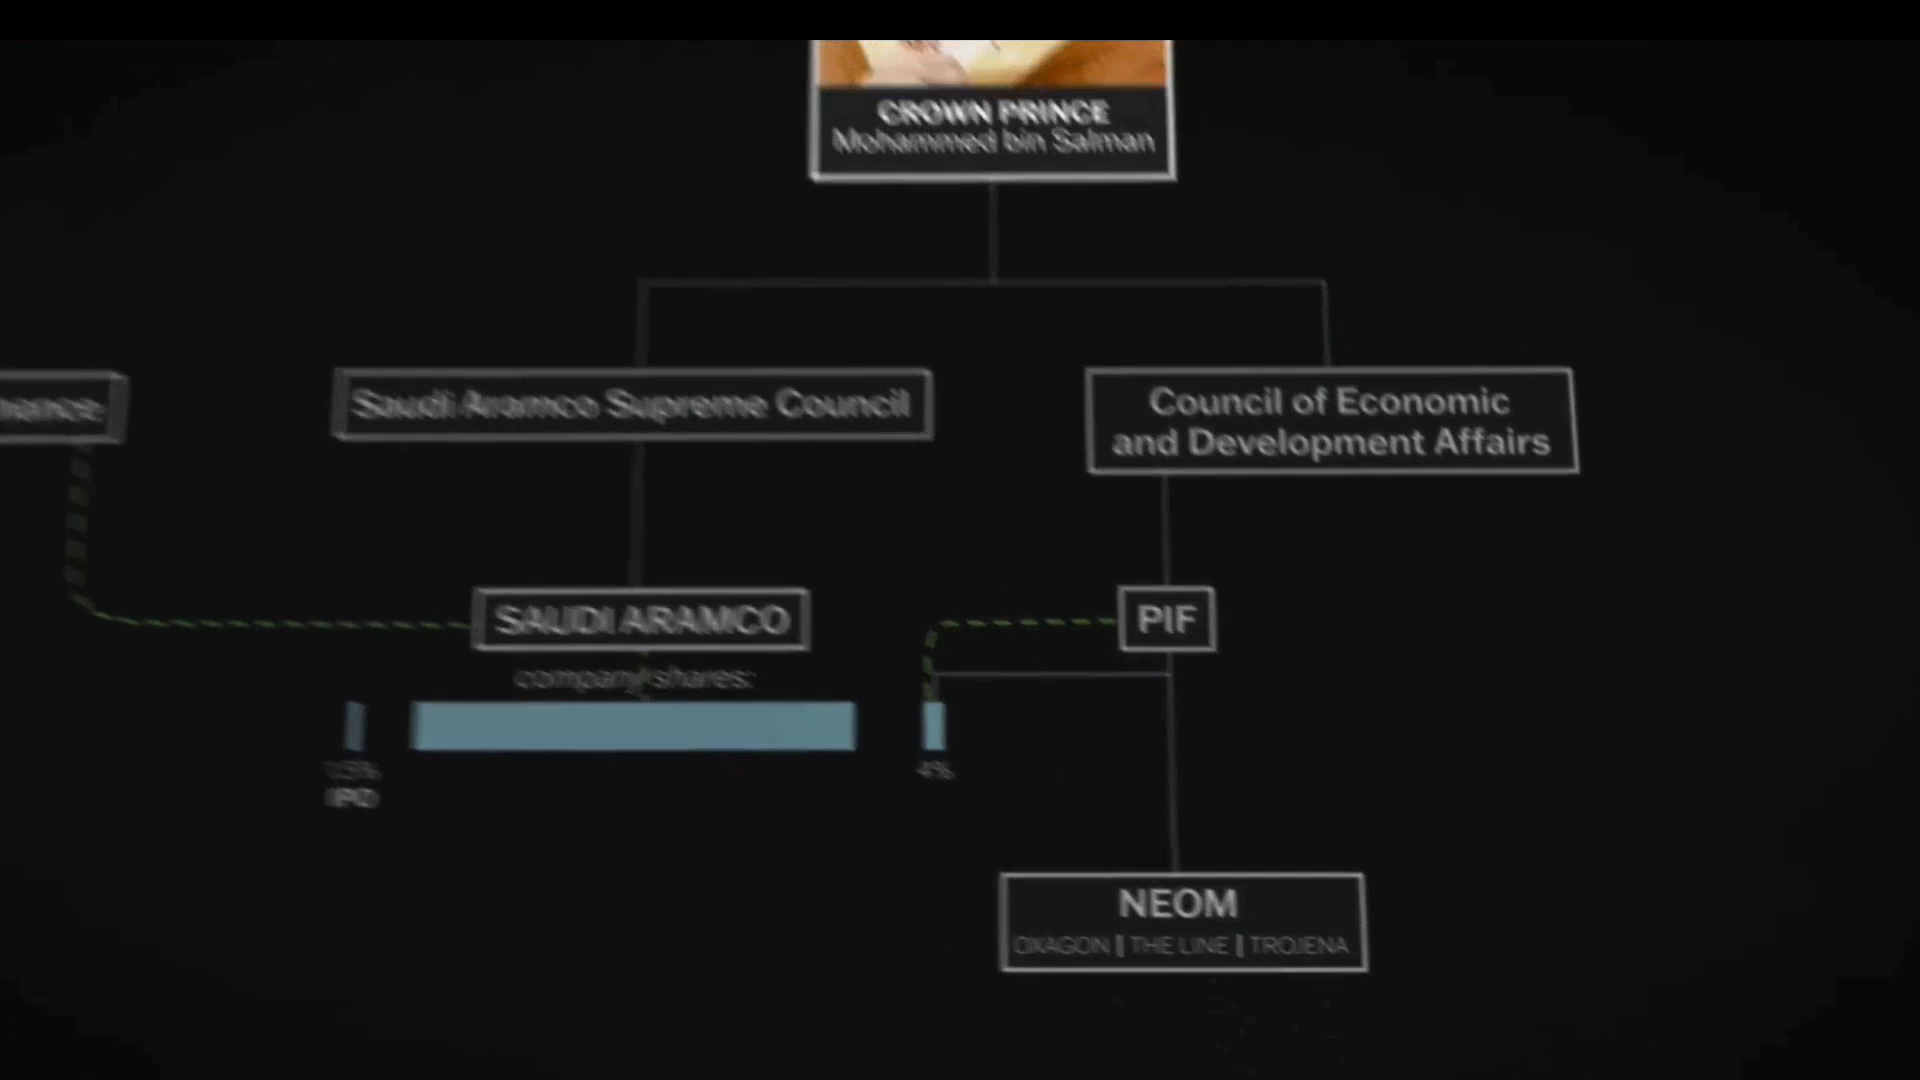 CROWN PRINCE
Mohammed bin Salman
Saudi Aramco Supreme Council
Council of Economic
and Development Affairs
SAUDI ARAMCO
PIF
company shares:
4%
IPO
NEOM
OXAGON | THE LINE | TROJENA